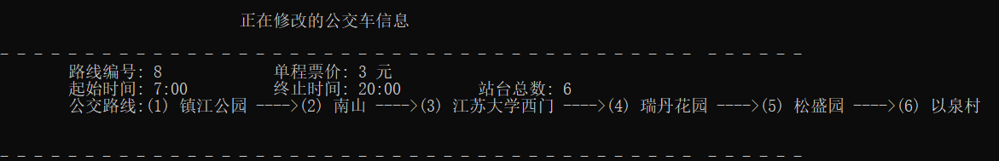 正在修改的公交车信息
- - - - - - - - - - - - - - - - - - - - - - - - - - - - - - - - - - - - - - - - -  - - - - - -
路线编号: 8 单程票价: 3 元
起始时间: 7:00 终止时间: 20:00 站台总数: 6
公交路线:(1) 镇江公园 ---->(2) 南山 ---->(3) 江苏大学西门 ---->(4) 瑞丹花园 ---->(5) 松盛园 ---->(6) 以泉村
- - - - - - - - - - - - - - - - - - - - - - - - - - - - - - - - - - - - - - - - -  - - - - - -